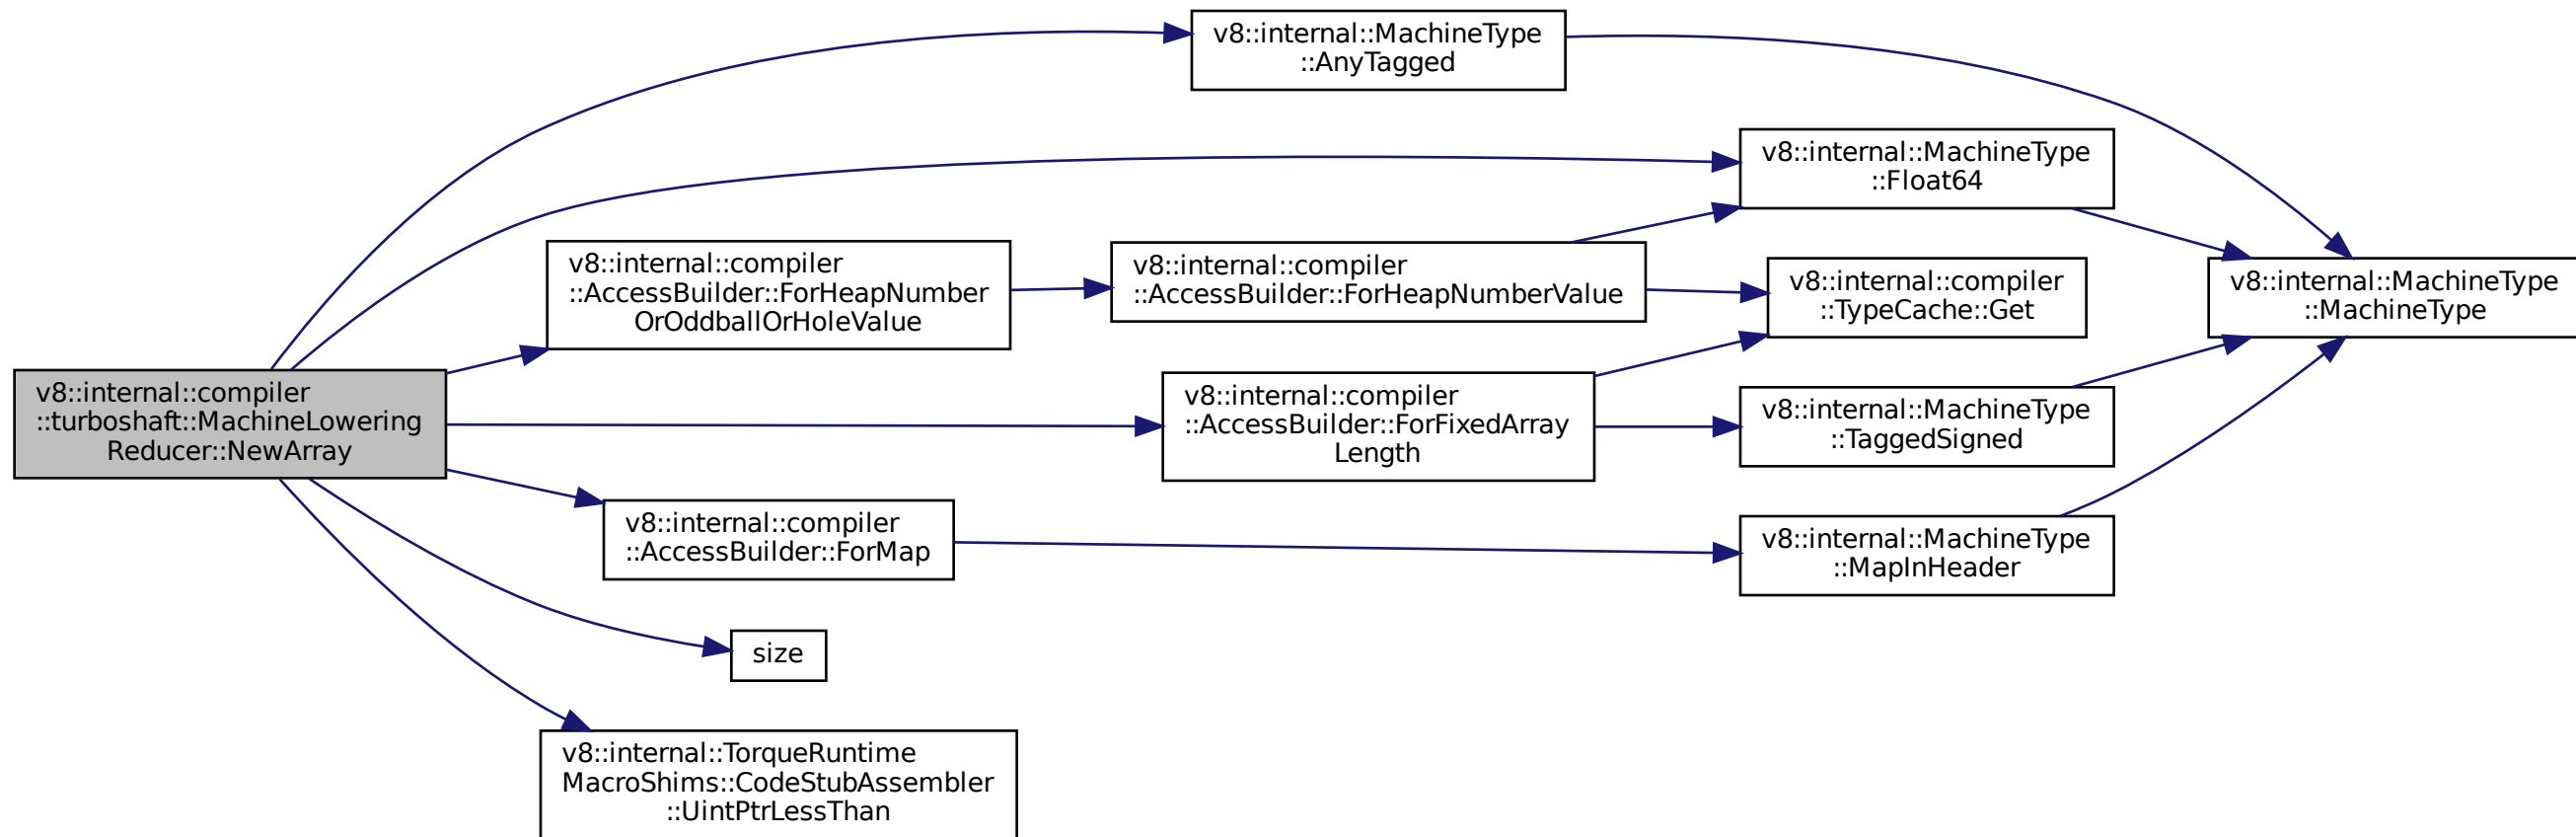 v8::internal::MachineType
::AnyTagged
v8::internal::MachineType
::Float64
v8::internal::compiler
::AccessBuilder::ForHeapNumber
OrOddballOrHoleValue
v8::internal::compiler
::AccessBuilder::ForHeapNumberValue
v8::internal::compiler
::TypeCache::Get
v8::internal::MachineType
::MachineType
v8::internal::compiler
::turboshaft::MachineLowering
Reducer::NewArray
v8::internal::compiler
::AccessBuilder::ForFixedArray
Length
v8::internal::MachineType
::TaggedSigned
v8::internal::compiler
::AccessBuilder::ForMap
v8::internal::MachineType
::MapInHeader
size
v8::internal::TorqueRuntime
MacroShims::CodeStubAssembler
::UintPtrLessThan